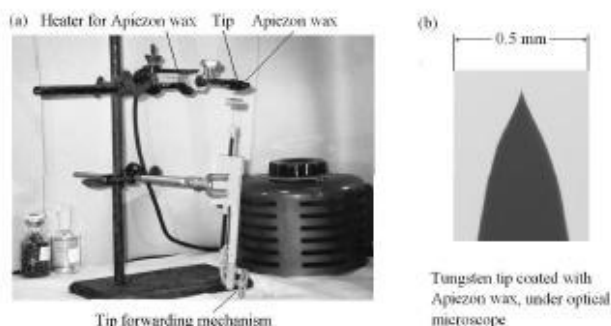 (a) Heater for Apiezon wax Tip Apiezon wax
Tip forwarding mechanism
(b)
0.5 mm
Tungsten tip coated with
Apiezon wax, under optical
microscope